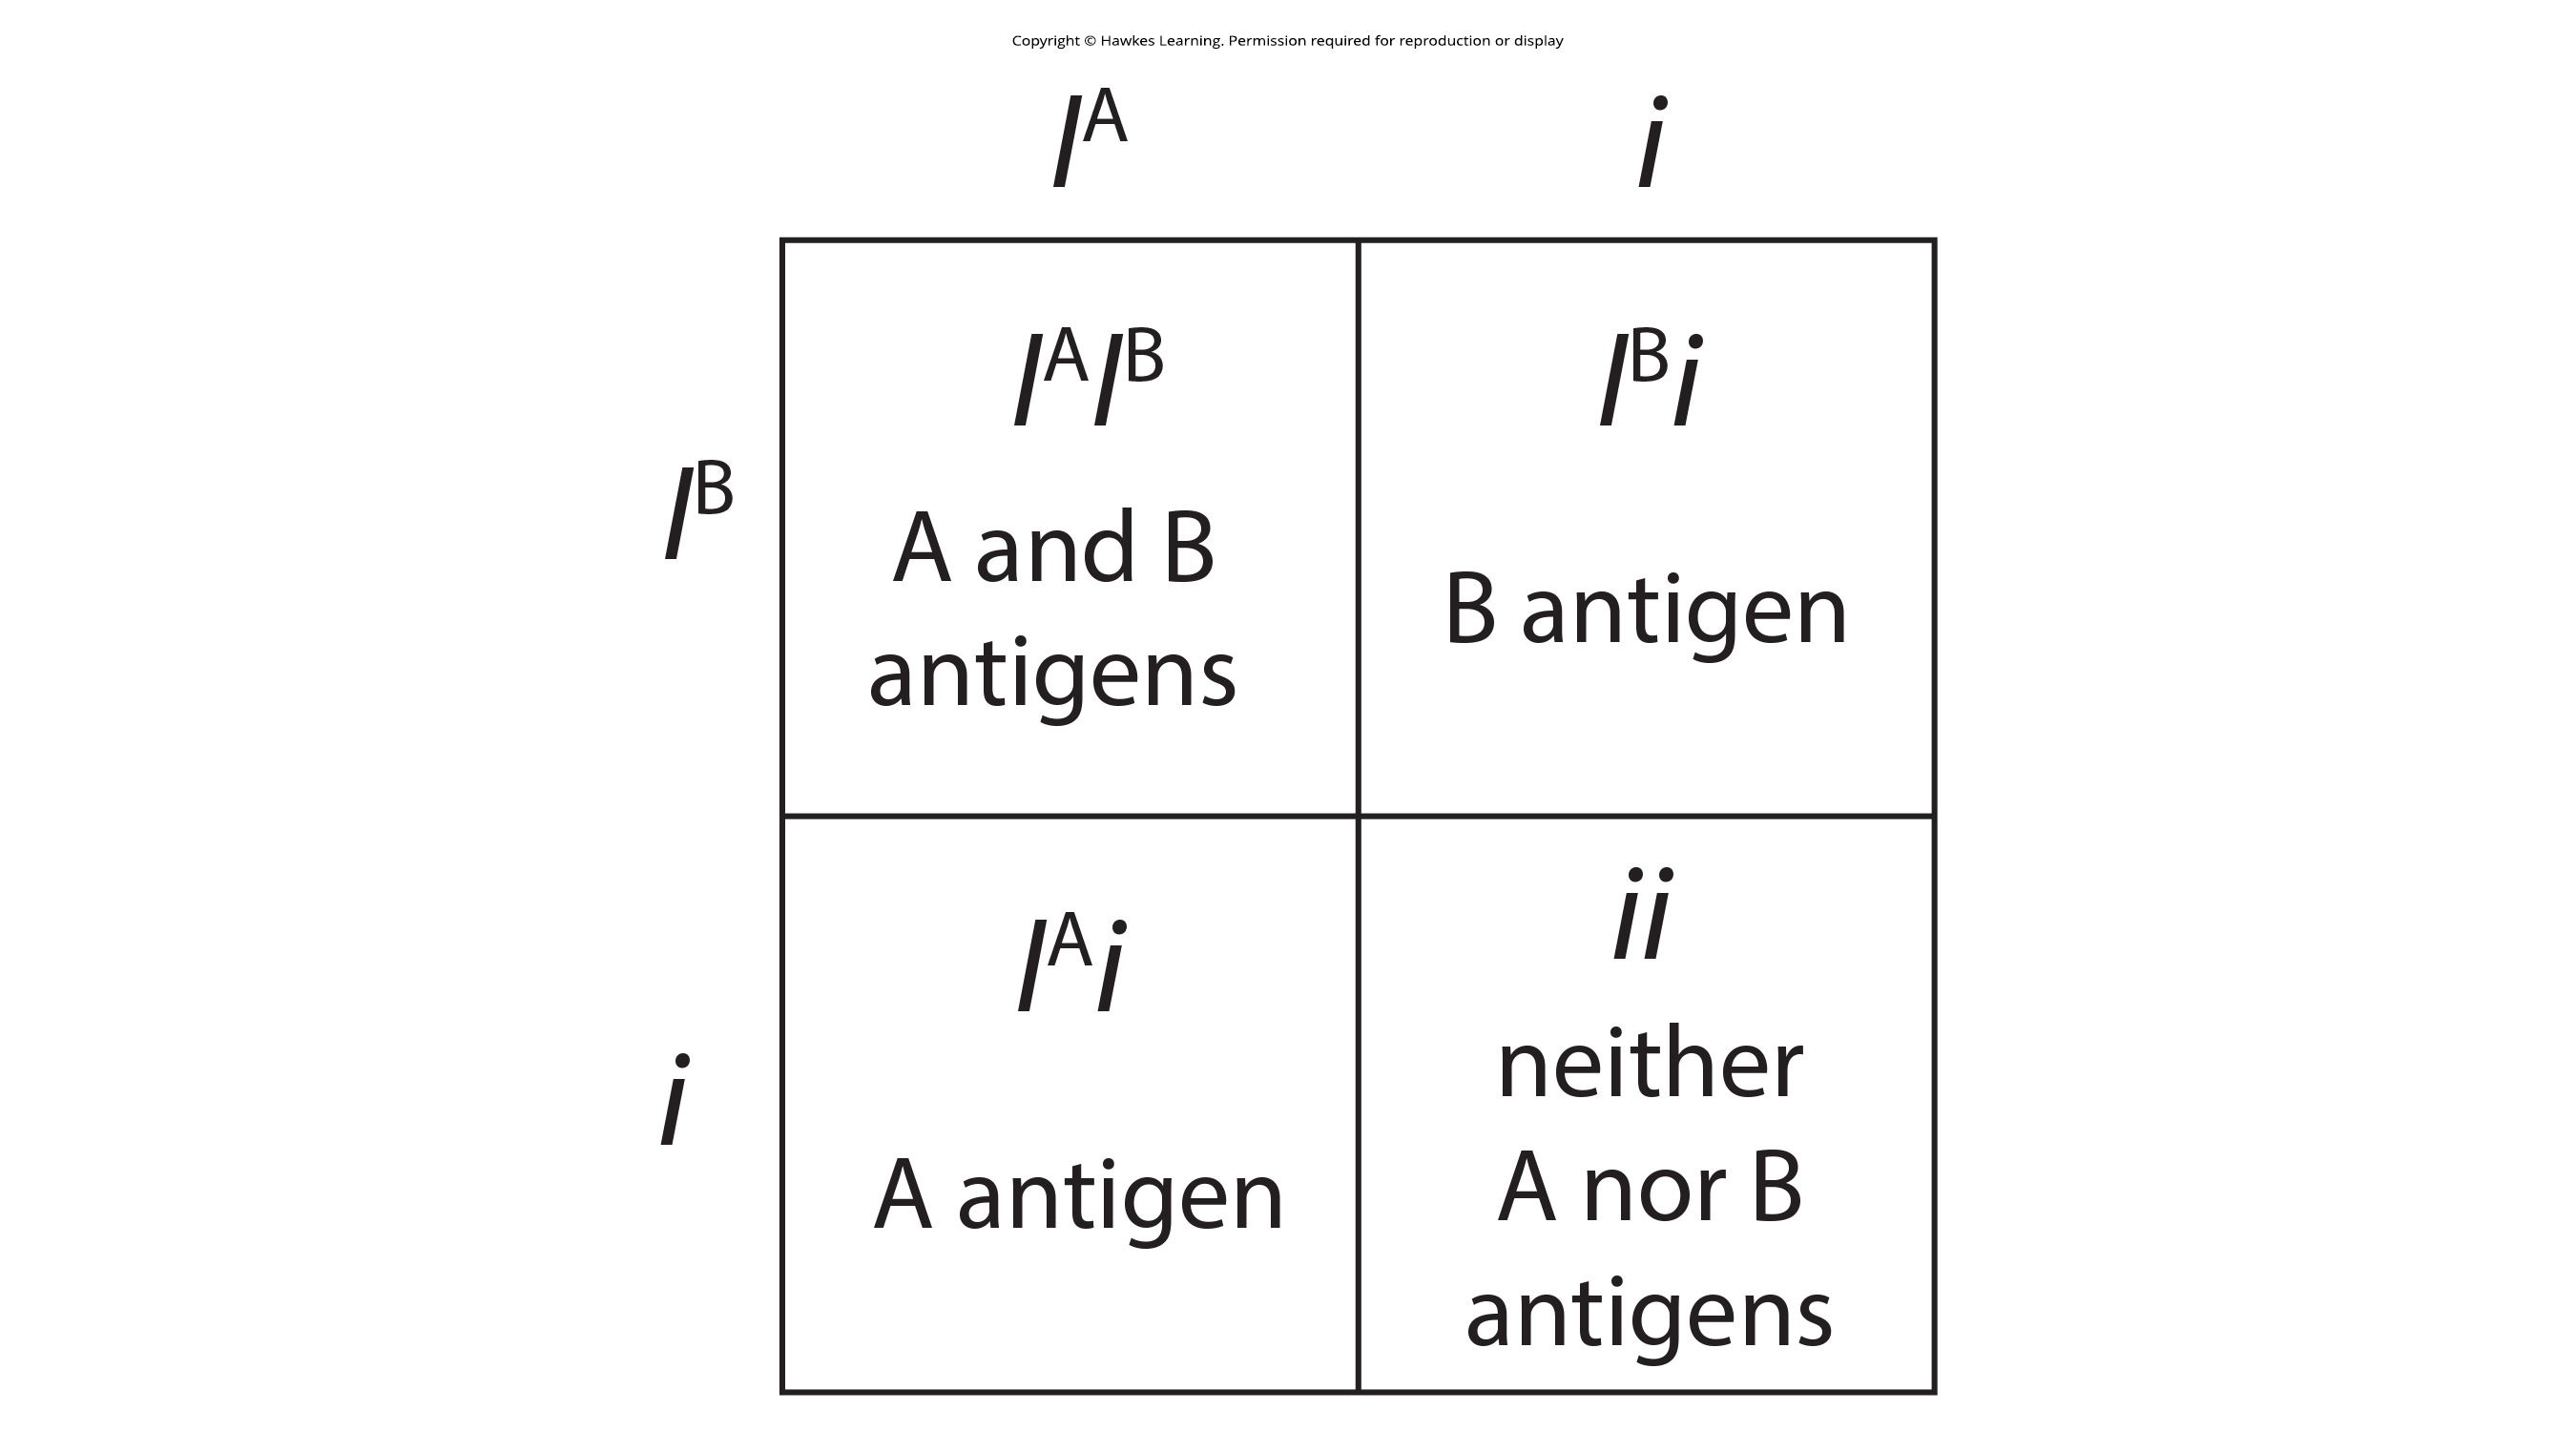 Copyright © Hawkes Learning. Permission required for reproduction or display
Iᴬ i
Iᴮ
IᴬIᴮ
A and B
antigens
Iᴮi
B antigen
i
Iᴬi
A antigen
ii
neither
A nor B
antigens